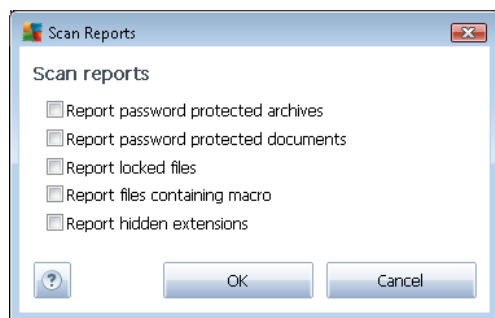 Scan Reports
Scan reports
Report password protected archives
Report password protected documents
Report locked files
Report files containing macro
Report hidden extensions
?
OK
Cancel